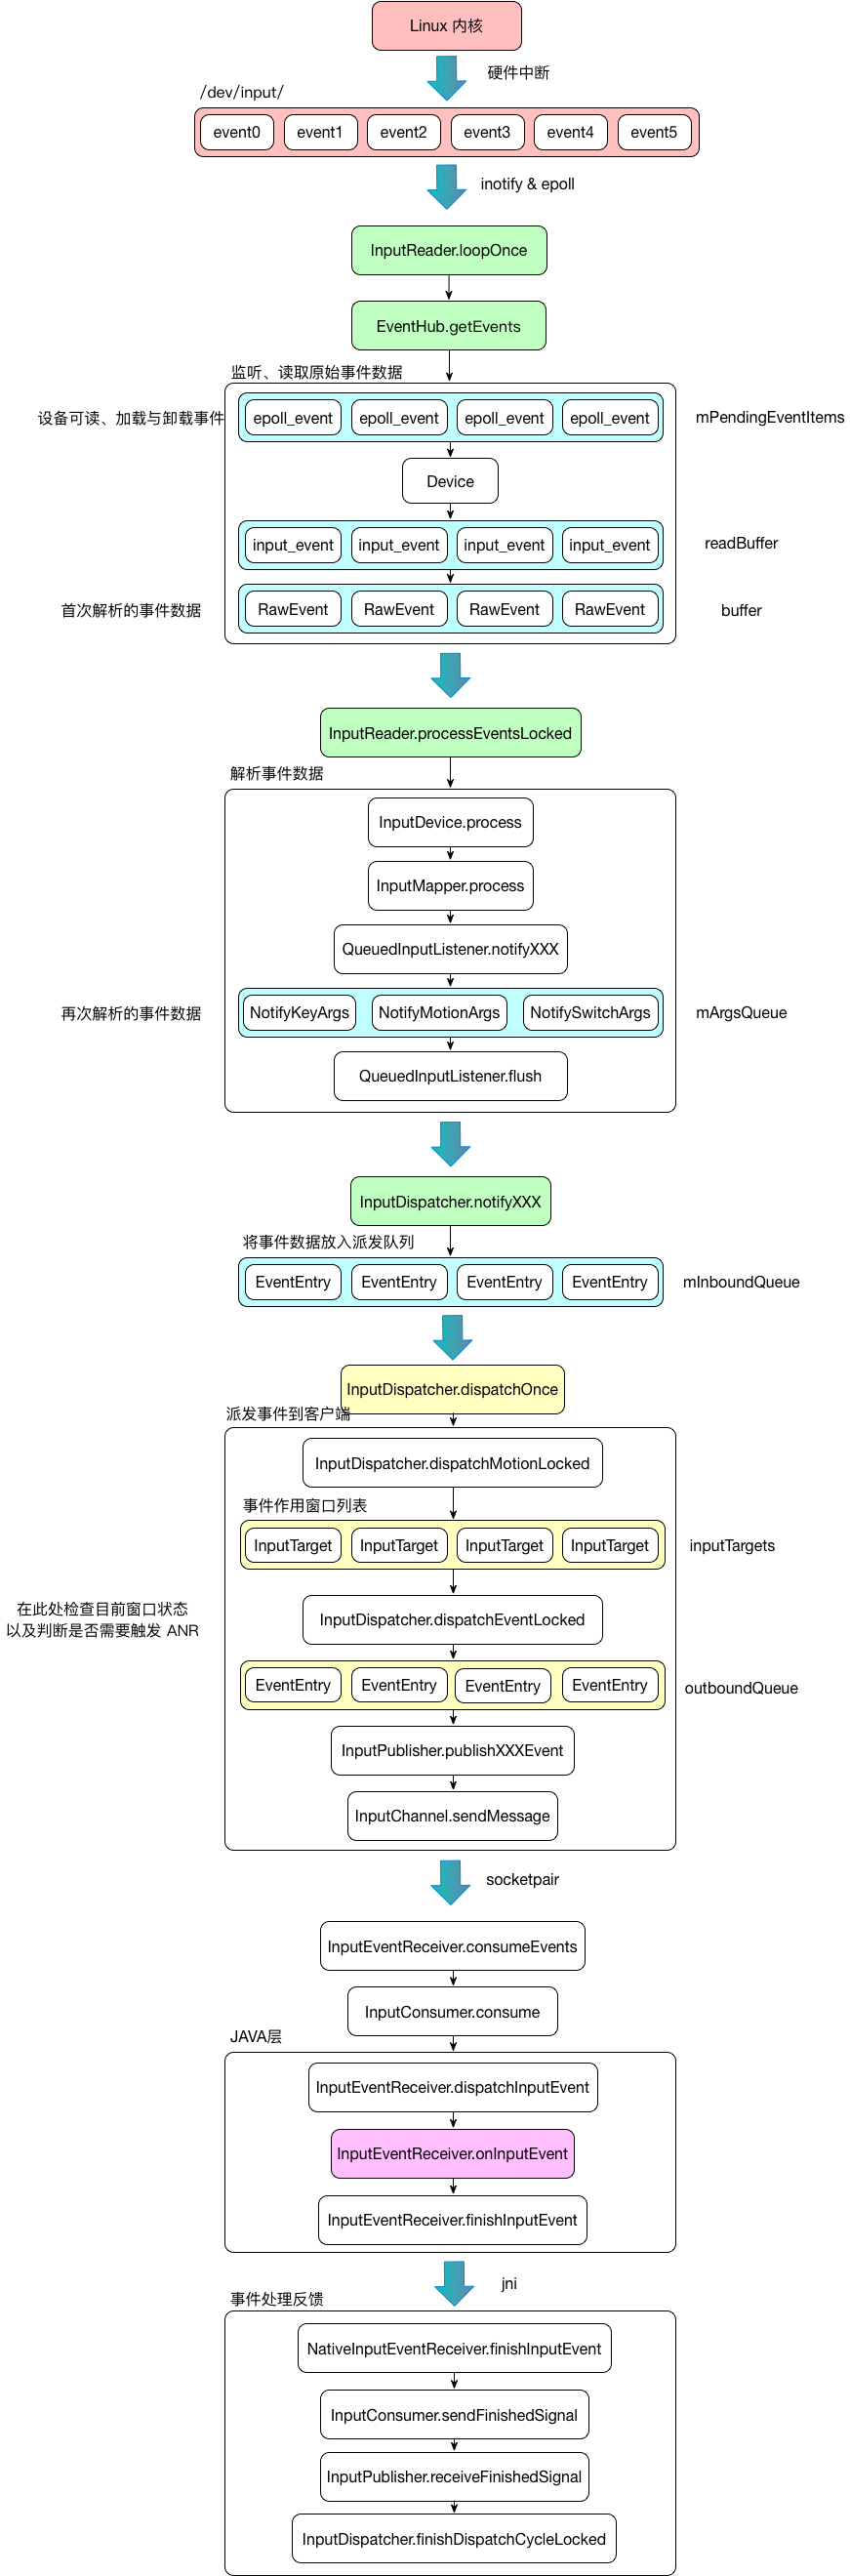 Linux 内核
硬件中断
/dev/input/
event0 event1 event2 event3 event4 event5
inotify & epoll
InputReader.loopOnce
EventHub.getEvents
监听、读取原始事件数据
设备可读、加载与卸载事件 epoll_event epoll_event epoll_event epoll_event mPendingEventItems
Device
input_event input_event input_event input_event readBuffer
首次解析的事件数据 RawEvent RawEvent RawEvent RawEvent buffer
InputReader.processEventsLocked
解析事件数据
InputDevice.process
InputMapper.process
QueuedInputListener.notifyXXX
再次解析的事件数据 NotifyKeyArgs NotifyMotionArgs NotifySwitchArgs mArgsQueue
QueuedInputListener.flush
InputDispatcher.notifyXXX
将事件数据放入派发队列
EventEntry EventEntry EventEntry EventEntry mInboundQueue
InputDispatcher.dispatchOnce
派发事件到客户端
InputDispatcher.dispatchMotionLocked
事件作用窗口列表
InputTarget InputTarget InputTarget InputTarget inputTargets
在此处检查目前窗口状态
以及判断是否需要触发 ANR
InputDispatcher.dispatchEventLocked
EventEntry EventEntry EventEntry EventEntry outboundQueue
InputPublisher.publishXXXEvent
InputChannel.sendMessage
socketpair
InputEventReceiver.consumeEvents
InputConsumer.consume
JAVA层
InputEventReceiver.dispatchInputEvent
InputEventReceiver.onInputEvent
InputEventReceiver.finishInputEvent
jni
事件处理反馈
NativeInputEventReceiver.finishInputEvent
InputConsumer.sendFinishedSignal
InputPublisher.receiveFinishedSignal
InputDispatcher.finishDispatchCycleLocked